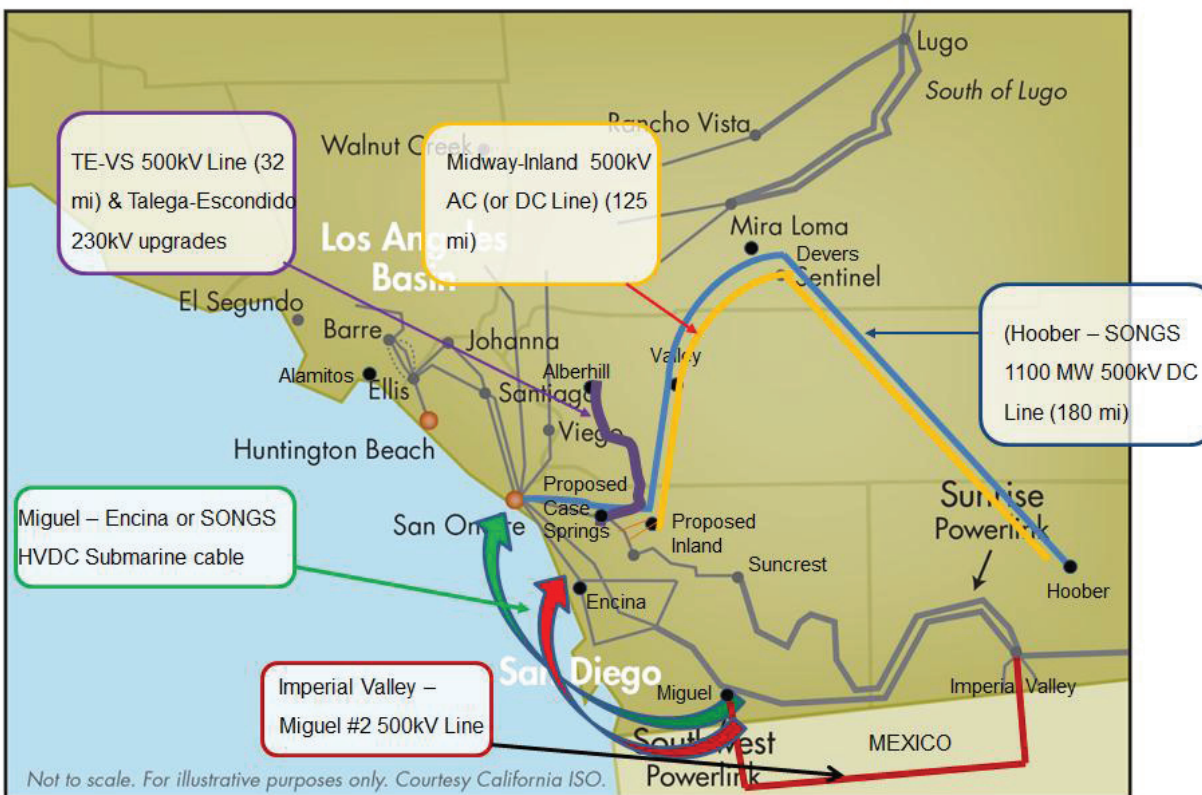 Lugo
South of Lugo
Rancho Vista
Walnut Creek
TE-VS 500kV Line (32
mi) & Talega-Escondido
230kV upgrades
Midway-Inland 500kV
AC (or DC Line) (125
mi)
Los Angeles
Basin
Mira Loma
Devers
Sentinel
El Segundo
Barre
Johanna
Alamitos
Ellis
Santiago
Alberhill
Valley
(Hoober – SONGS
1100 MW 500kV DC
Line (180 mi)
Huntington Beach
Viego
San Onofre
Proposed
Case
Springs
Proposed
Inland
Sunrise
Powerlink
Miguel – Encina or SONGS
HVDC Submarine cable
Encina
Suncrest
Hoober
San Diego
Imperial Valley –
Miguel #2 500kV Line
Miguel
Imperial Valley
Southwest
Powerlink
MEXICO
Not to scale. For illustrative purposes only. Courtesy California ISO.